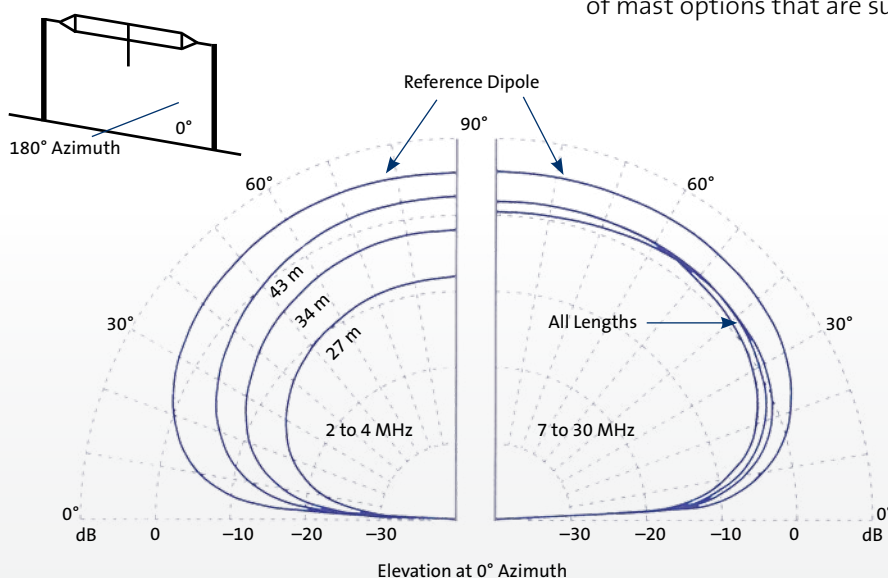 of mast options that are su
Reference Dipole
180° Azimuth
0°
90°
60°
60°
43 m
34 m
27 m
30°
30°
All Lengths
2 to 4 MHz
7 to 30 MHz
0°
0°
dB 0 –10 –20 –30
–30 –20 –10 0 dB
Elevation at 0° Azimuth